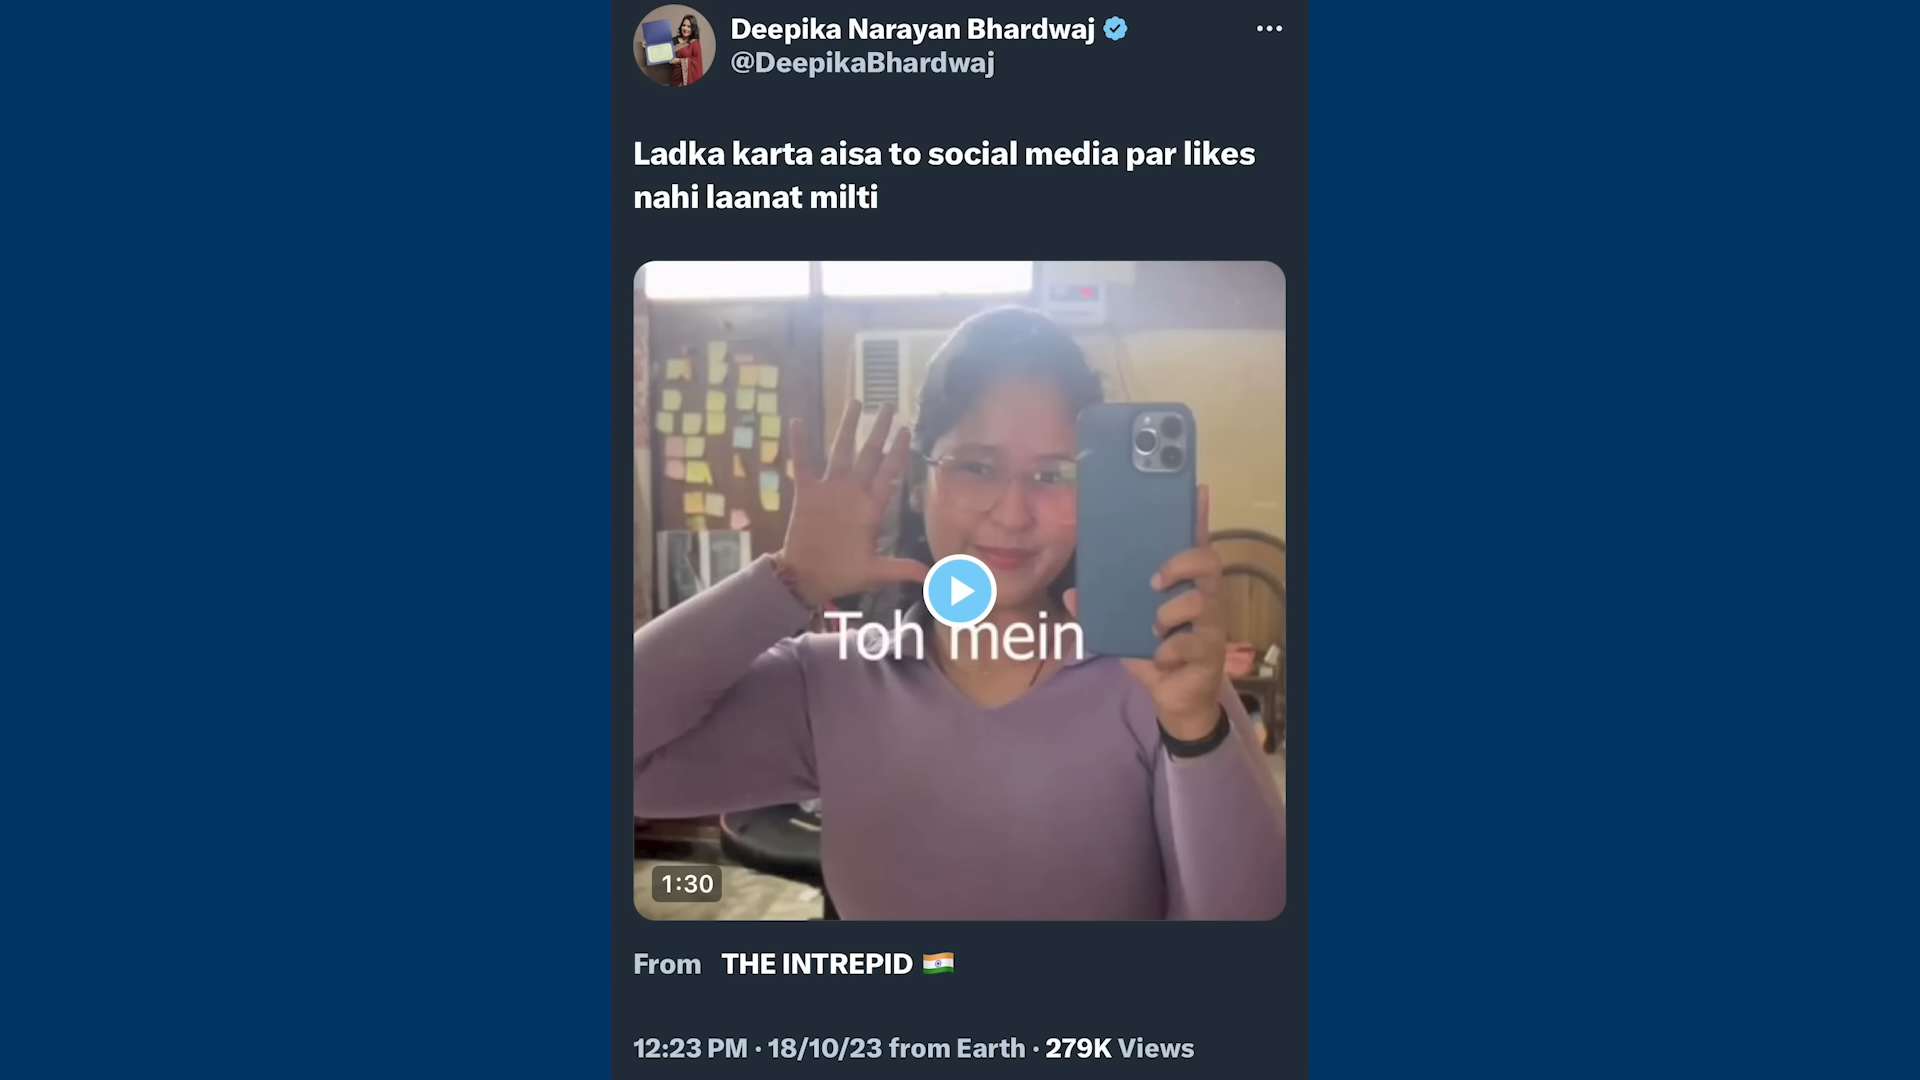 Deepika Narayan Bhardwaj
@DeepikaBhardwaj
Ladka karta aisa to social media par likes
nahi laanat milti
Toh mein
1:30
From THE INTREPID 🇮🇳
12:23 PM · 18/10/23 from Earth · 279K Views